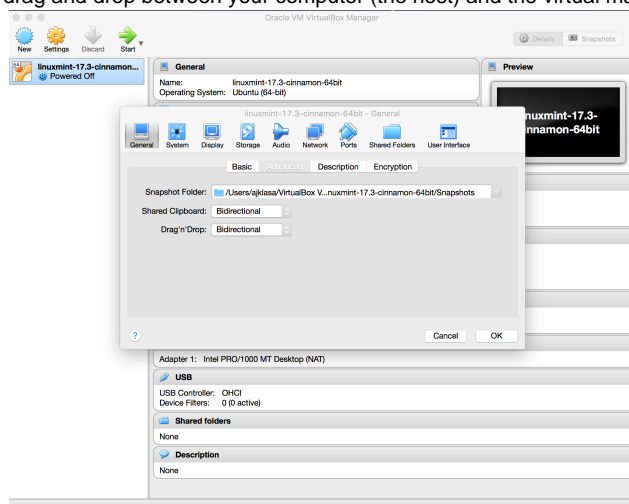 drag and drop between your computer (the host) and the virtual ma
Oracle VM VirtualBox Manager
New Settings Discard Start
Details Snapshots
linuxmint-17.3-cinnamon...
Powered Off
General
Name: linuxmint-17.3-cinnamon-64bit
Operating System: Ubuntu (64-bit)
Preview
nuxmint-17.3-
nnamon-64bit
linuxmint-17.3-cinnamon-64bit - General
General System Display Storage Audio Network Ports Shared Folders User Interface
Basic Advanced Description Encryption
Snapshot Folder: /Users/ajklasa/VirtualBox V...nuxmint-17.3-cinnamon-64bit/Snapshots
Shared Clipboard: Bidirectional
Drag'n'Drop: Bidirectional
?
Cancel OK
Adapter 1: Intel PRO/1000 MT Desktop (NAT)
USB
USB Controller: OHCI
Device Filters: 0 (0 active)
Shared folders
None
Description
None